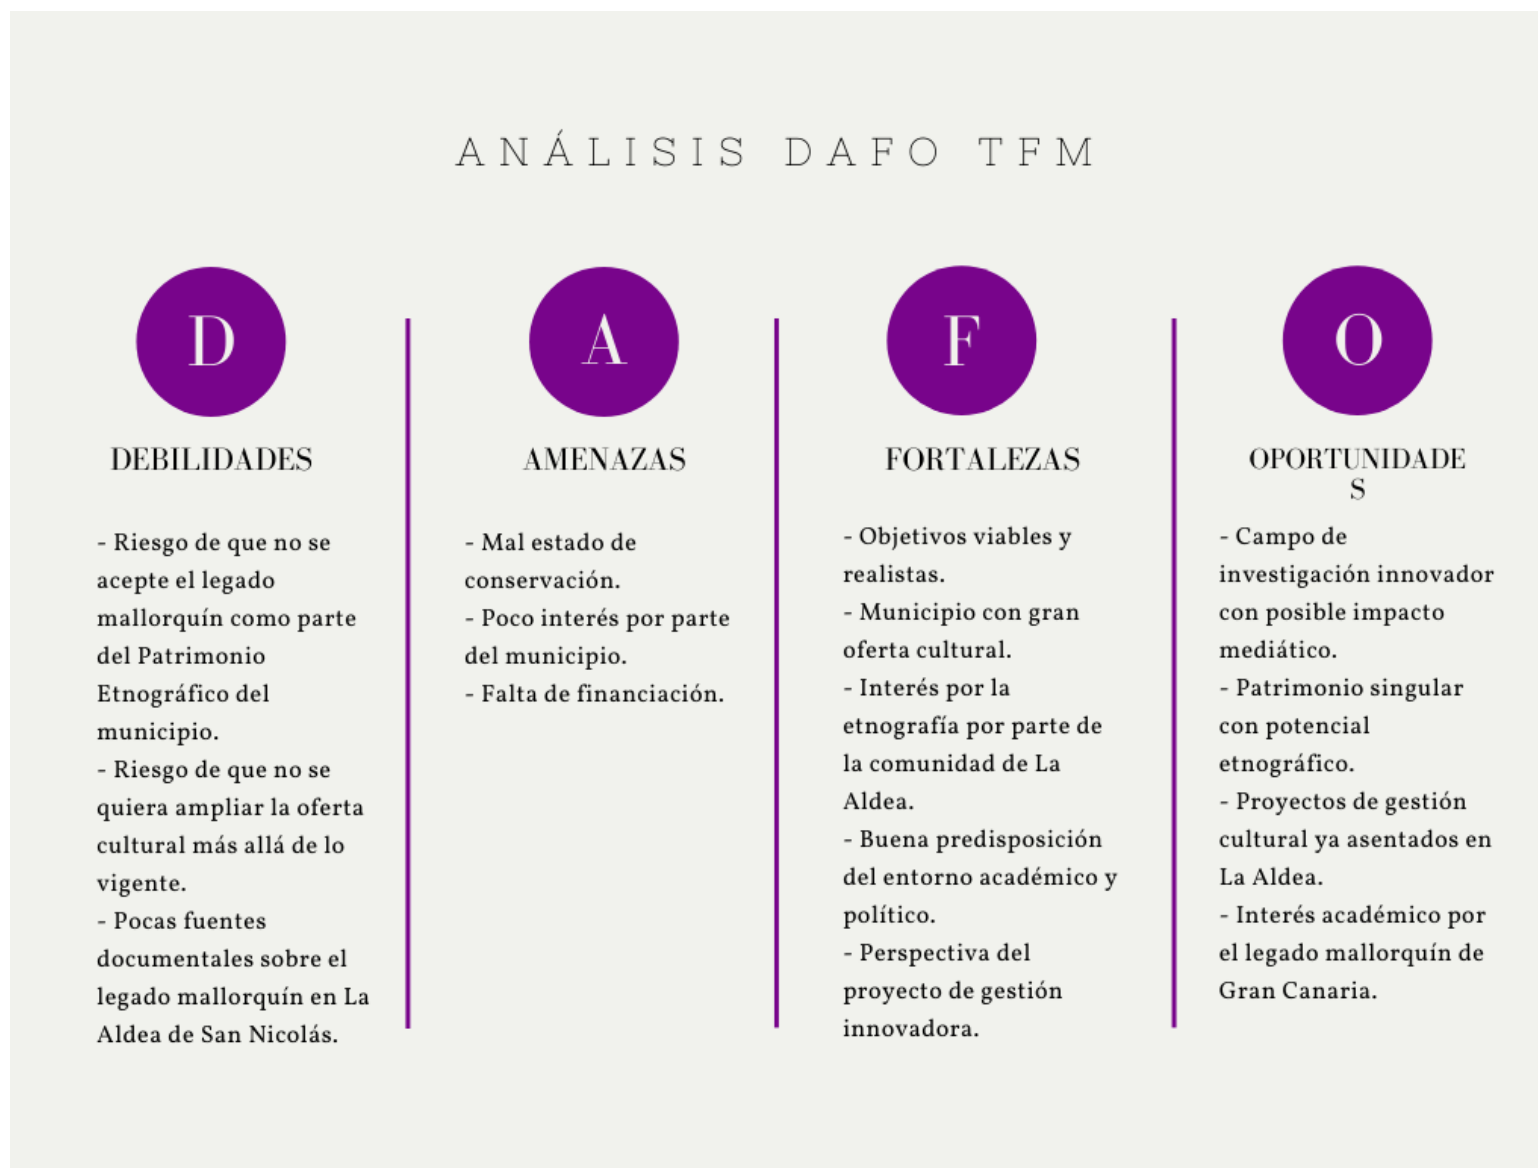 ANÁLISIS DAFO TFM
D
DEBILIDADES
- Riesgo de que no se
acepte el legado
mallorquín como parte
del Patrimonio
Etnográfico del
municipio.
- Riesgo de que no se
quiera ampliar la oferta
cultural más allá de lo
vigente.
- Pocas fuentes
documentales sobre el
legado mallorquín en La
Aldea de San Nicolás.
A
AMENAZAS
- Mal estado de
conservación.
- Poco interés por parte
del municipio.
- Falta de financiación.
F
FORTALEZAS
- Objetivos viables y
realistas.
- Municipio con gran
oferta cultural.
- Interés por la
etnografía por parte de
la comunidad de La
Aldea.
- Buena predisposición
del entorno académico y
político.
- Perspectiva del
proyecto de gestión
innovadora.
O
OPORTUNIDADE
S
- Campo de
investigación innovador
con posible impacto
mediático.
- Patrimonio singular
con potencial
etnográfico.
- Proyectos de gestión
cultural ya asentados en
La Aldea.
- Interés académico por
el legado mallorquín de
Gran Canaria.